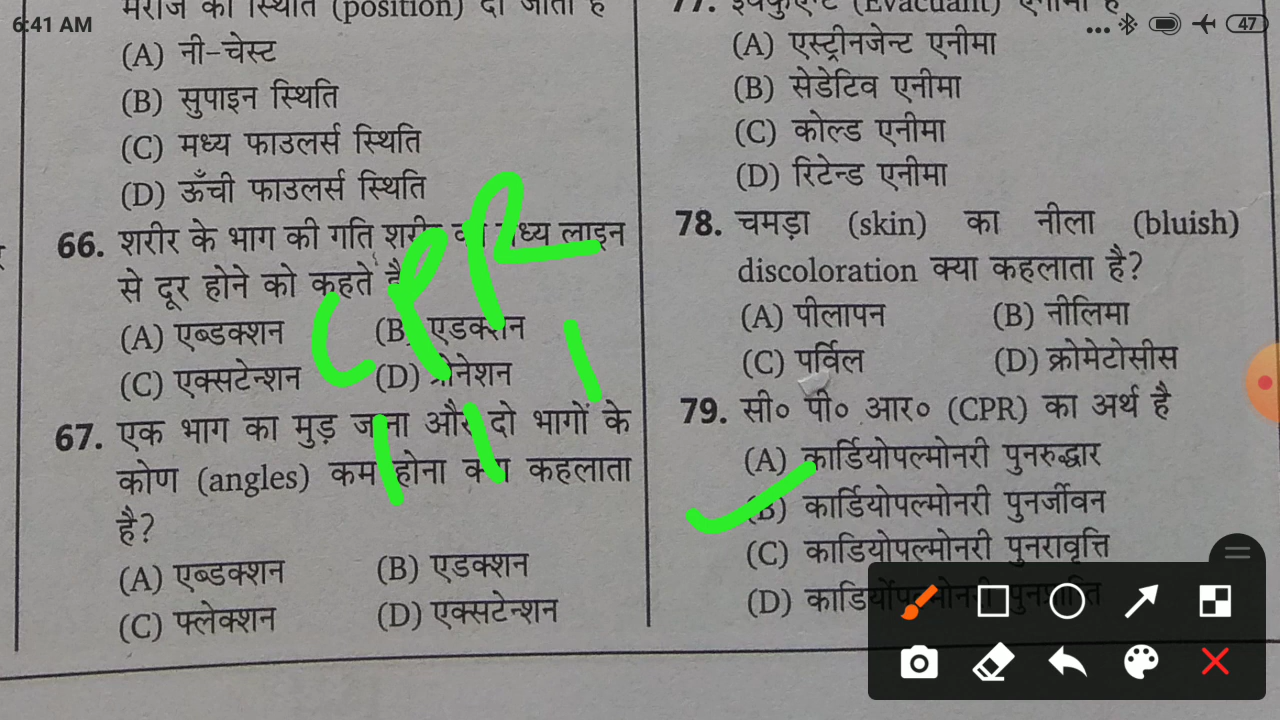 6:41 AM
47
मरीज को स्थिति (position) दी जाती है
(A) नी-चेस्ट
(B) सुपाइन स्थिति
(C) मध्य फाउलर्स स्थिति
(D) ऊँची फाउलर्स स्थिति
66. शरीर के भाग की गति शरीर की मध्य लाइन
से दूर होने को कहते है
(A) एब्डक्शन (B) एडक्शन
(C) एक्सटेन्शन (D) प्रोनेशन
67. एक भाग का मुड़ जाना और दो भागों के
कोण (angles) कम होना क्या कहलाता
है?
(A) एब्डक्शन (B) एडक्शन
(C) फ्लेक्शन (D) एक्सटेन्शन
CPR
77. इवेकुएन्ट (Evacuant) एनीमा है
(A) एस्ट्रीनजेन्ट एनीमा
(B) सेडेटिव एनीमा
(C) कोल्ड एनीमा
(D) रिटेन्ड एनीमा
78. चमड़ा (skin) का नीला (bluish)
discoloration क्या कहलाता है?
(A) पीलापन (B) नीलिमा
(C) पर्विल (D) क्रोमेटोसीस
79. सी० पी० आर० (CPR) का अर्थ है
(A) कार्डियोपल्मोनरी पुनरुद्धार
(B) कार्डियोपल्मोनरी पुनर्जीवन
(C) काडियोपल्मोनरी पुनरावृत्ति
(D) कार्डियोपल्मोनरी